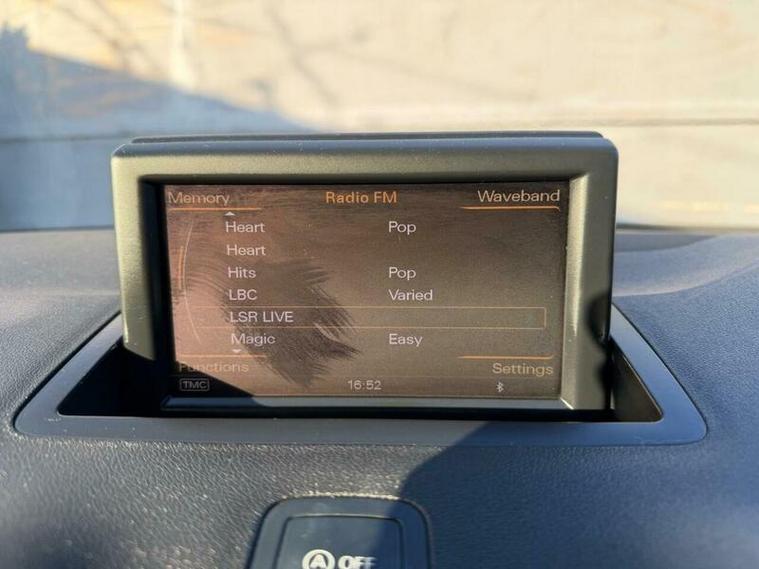 Memory Radio FM Waveband
Heart Pop
Heart
Hits Pop
LBC Varied
LSR LIVE
Magic Easy
Functions Settings
TMC 16:52
A OFF